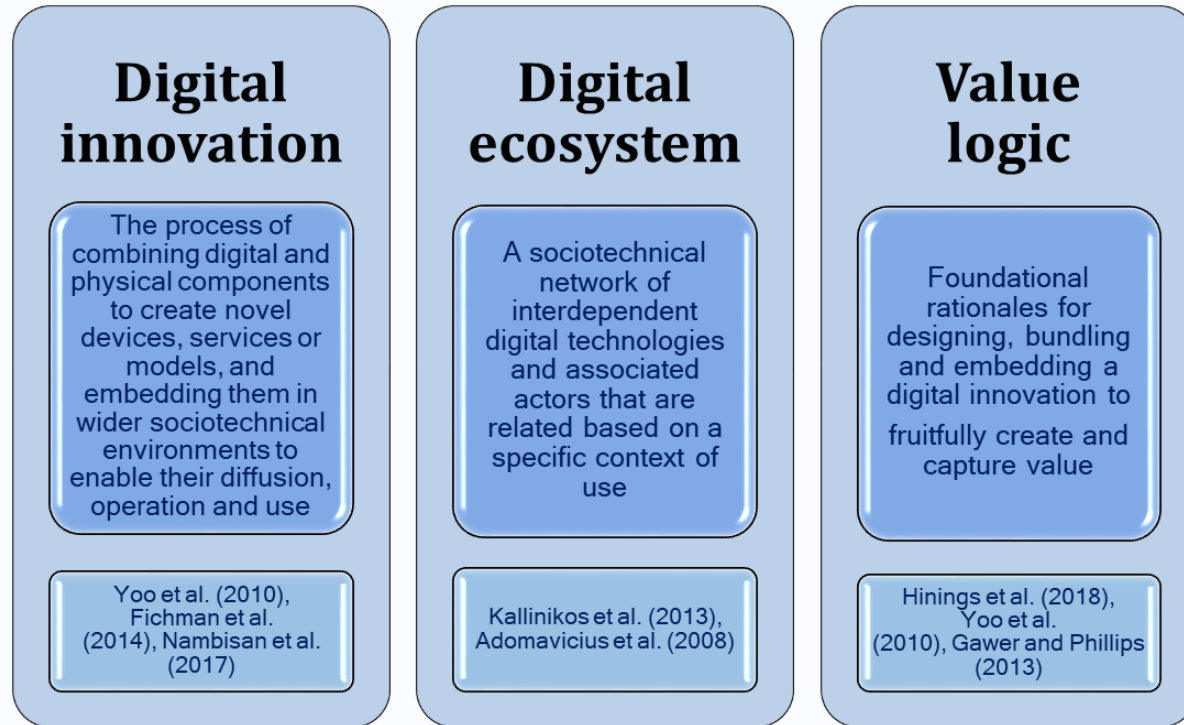 Digital
innovation
The process of
combining digital and
physical components
to create novel
devices, services or
models, and
embedding them in
wider sociotechnical
environments to
enable their diffusion,
operation and use
Yoo et al. (2010),
Fichman et al.
(2014), Nambisan et al.
(2017)
Digital
ecosystem
A sociotechnical
network of
interdependent
digital technologies
and associated
actors that are
related based on a
specific context of
use
Kallinikos et al. (2013),
Adomavicius et al. (2008)
Value
logic
Foundational
rationales for
designing, bundling
and embedding a
digital innovation to
fruitfully create and
capture value
Hinings et al. (2018),
Yoo et al.
(2010), Gawer and Phillips
(2013)